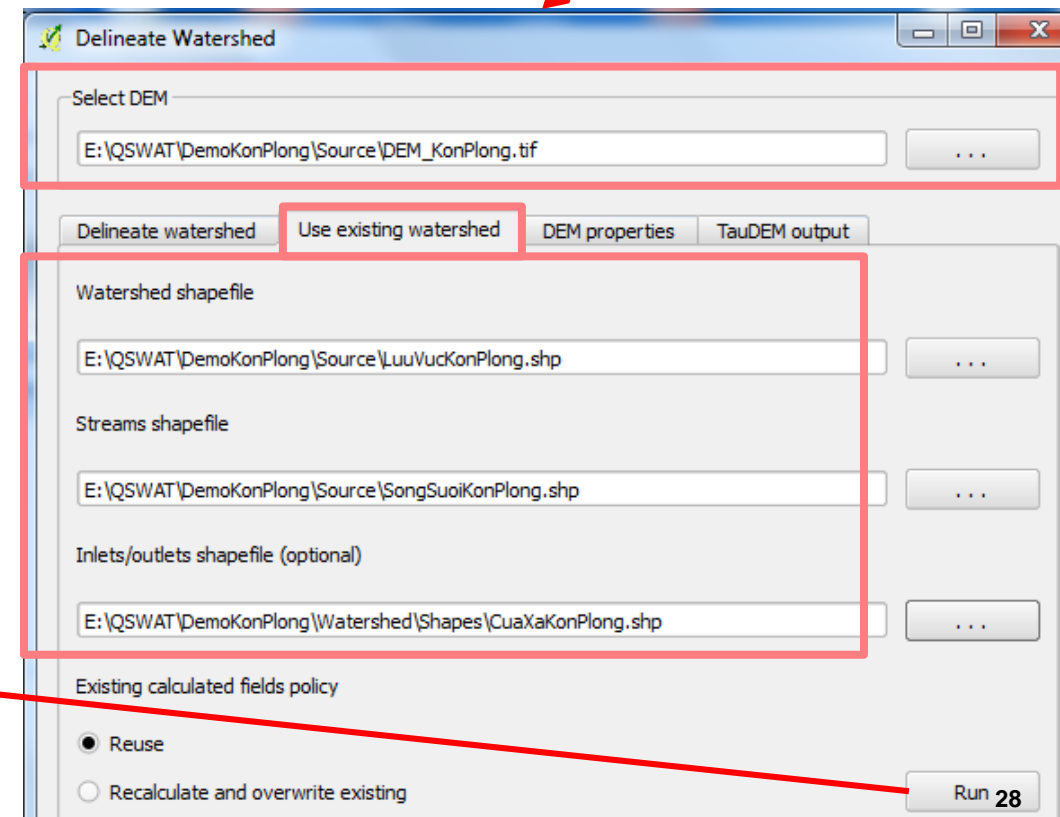 Delineate Watershed
Select DEM
E:\QSWAT\DemoKonPlong\Source\DEM_KonPlong.tif
...
Delineate watershed Use existing watershed DEM properties TauDEM output
Watershed shapefile
E:\QSWAT\DemoKonPlong\Source\LuuVucKonPlong.shp
...
Streams shapefile
E:\QSWAT\DemoKonPlong\Source\SongSuoiKonPlong.shp
...
Inlets/outlets shapefile (optional)
E:\QSWAT\DemoKonPlong\Watershed\Shapes\CuaXaKonPlong.shp
...
Existing calculated fields policy
Reuse
Recalculate and overwrite existing
Run 28